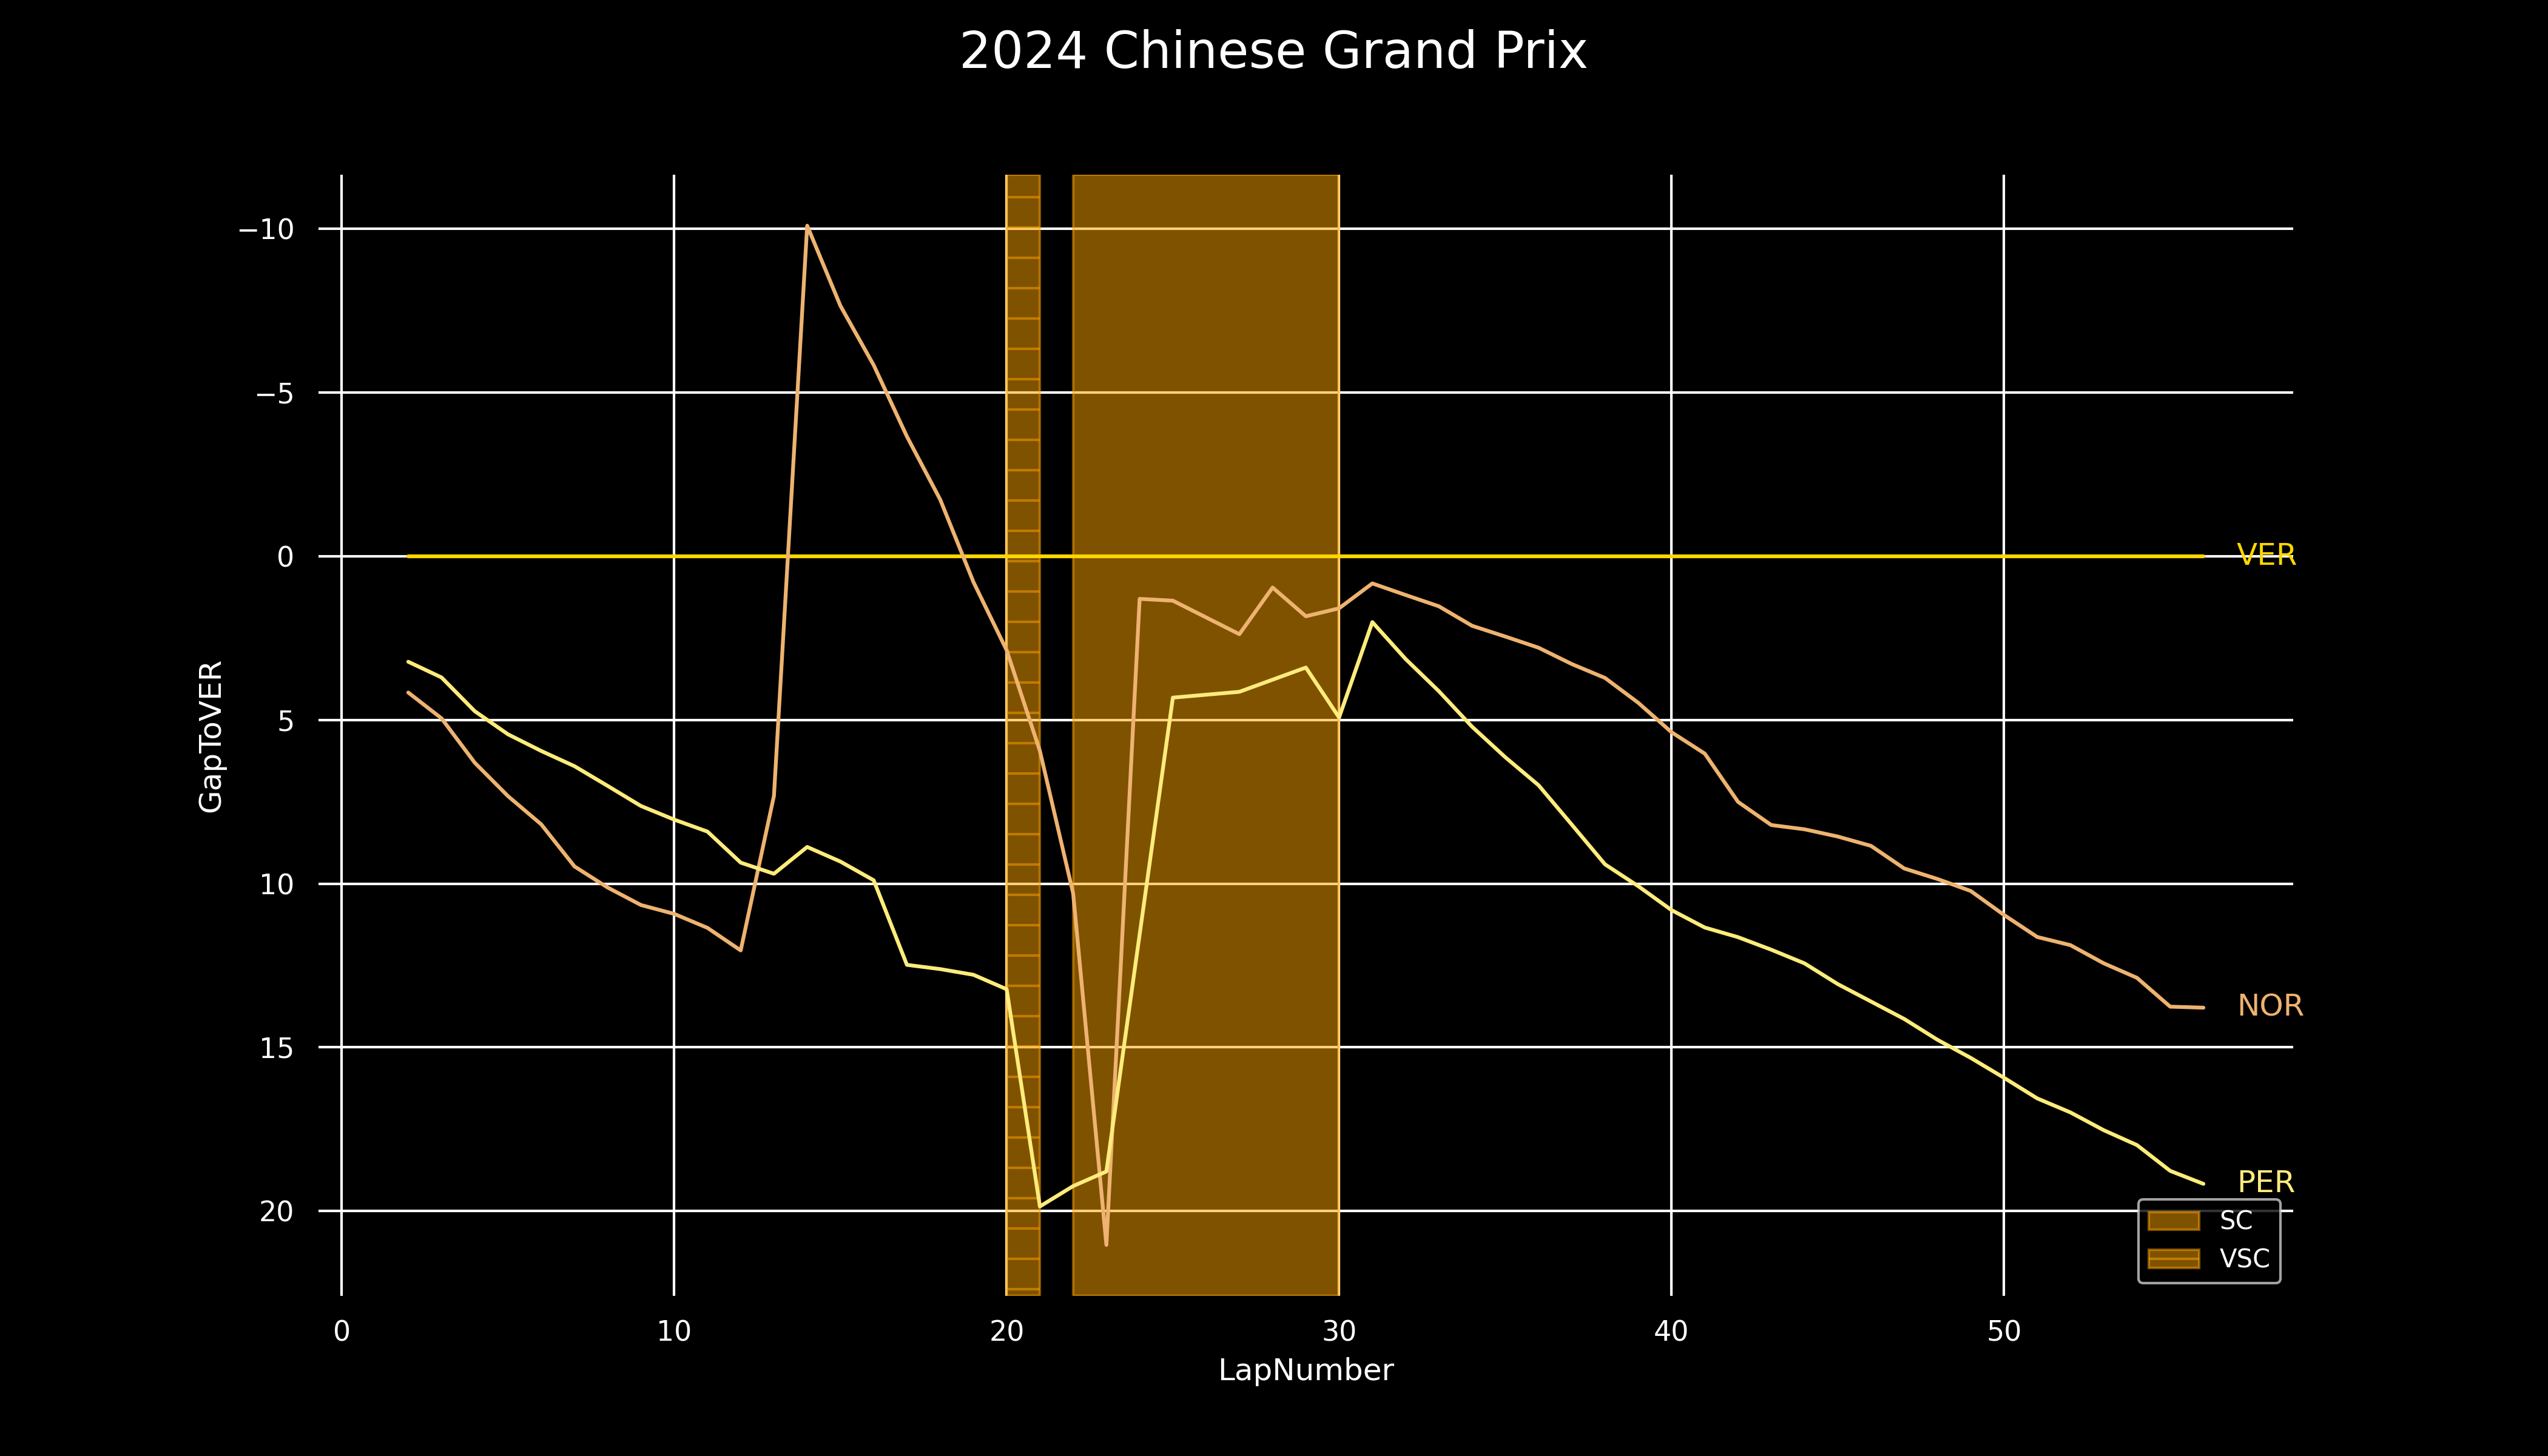 2024 Chinese Grand Prix
−10
−5
0
5
10
15
20
GapToVER
VER
NOR
PER
SC
VSC
0 10 20 30 40 50
LapNumber